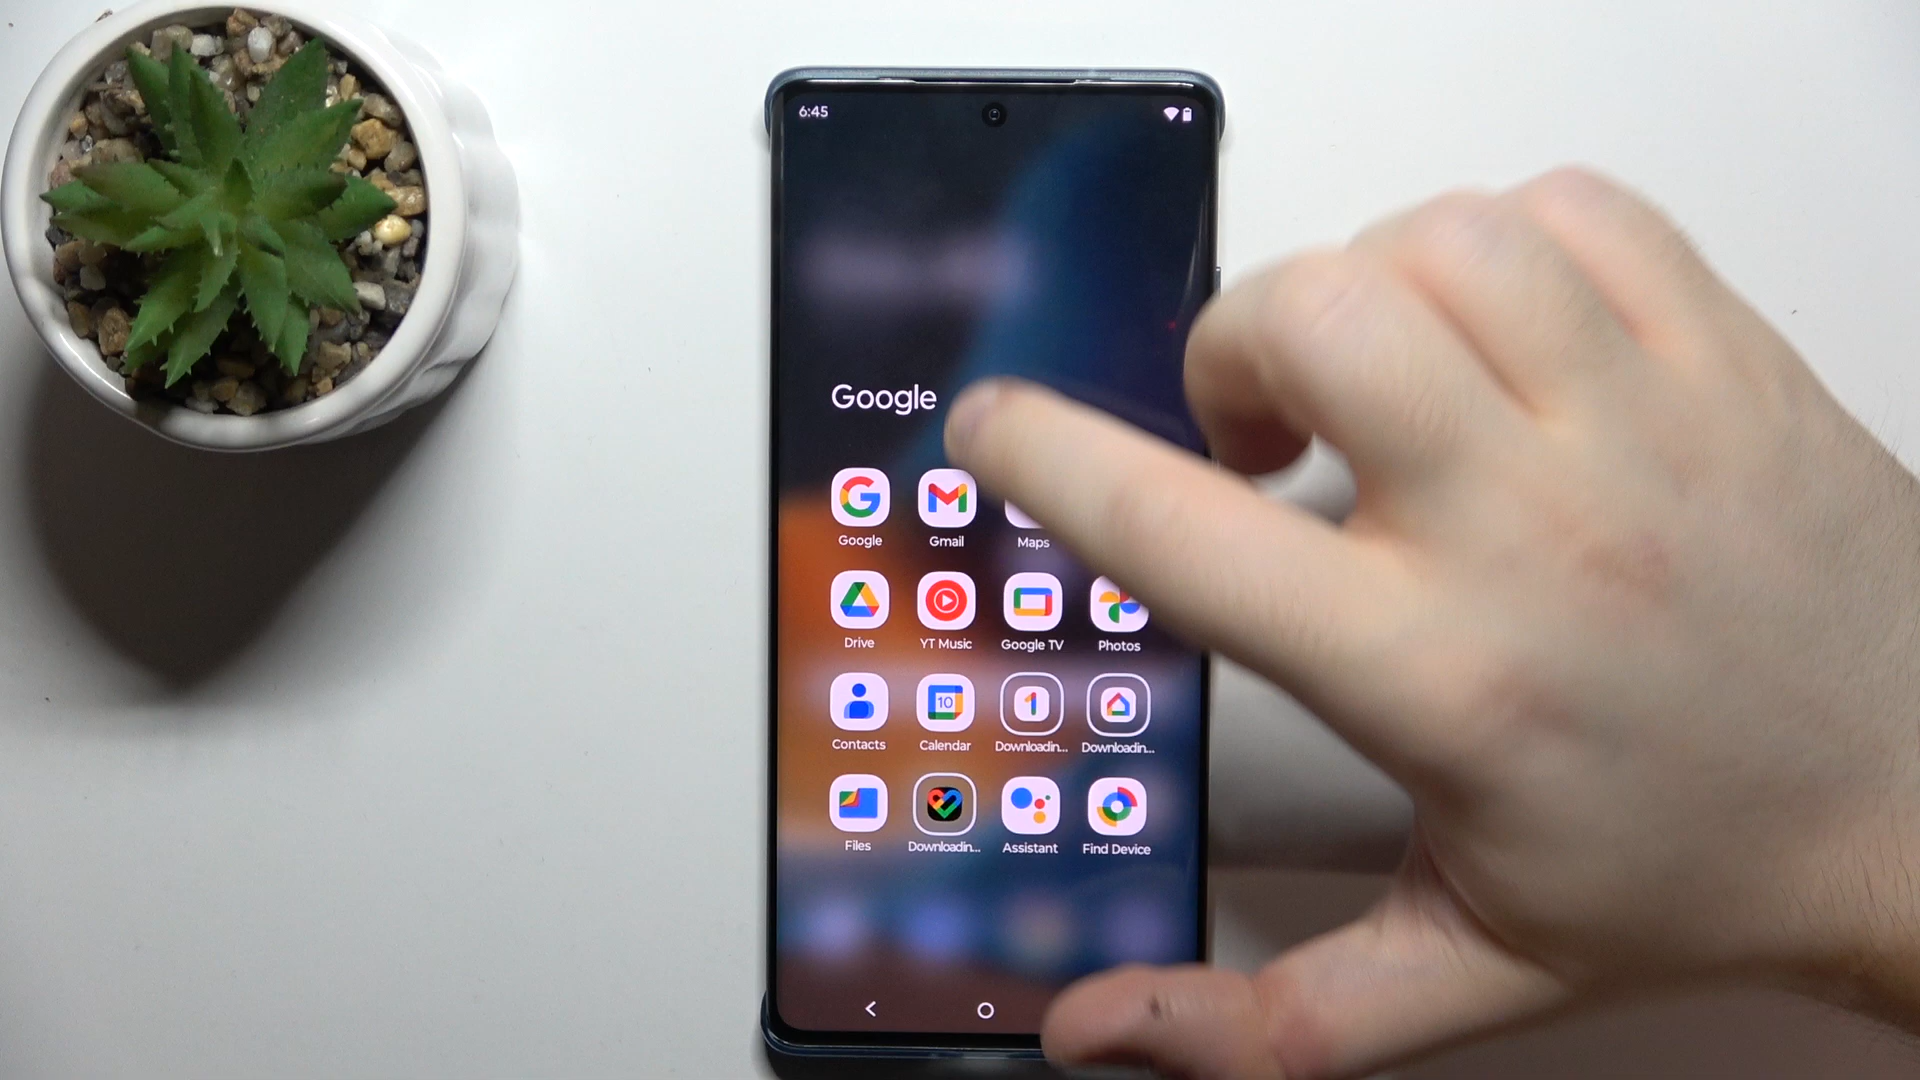 6:45
Google
Google Gmail Maps
Drive YT Music Google TV Photos
10 1
Contacts Calendar Downloadin... Downloadin...
Files Downloadin... Assistant Find Device